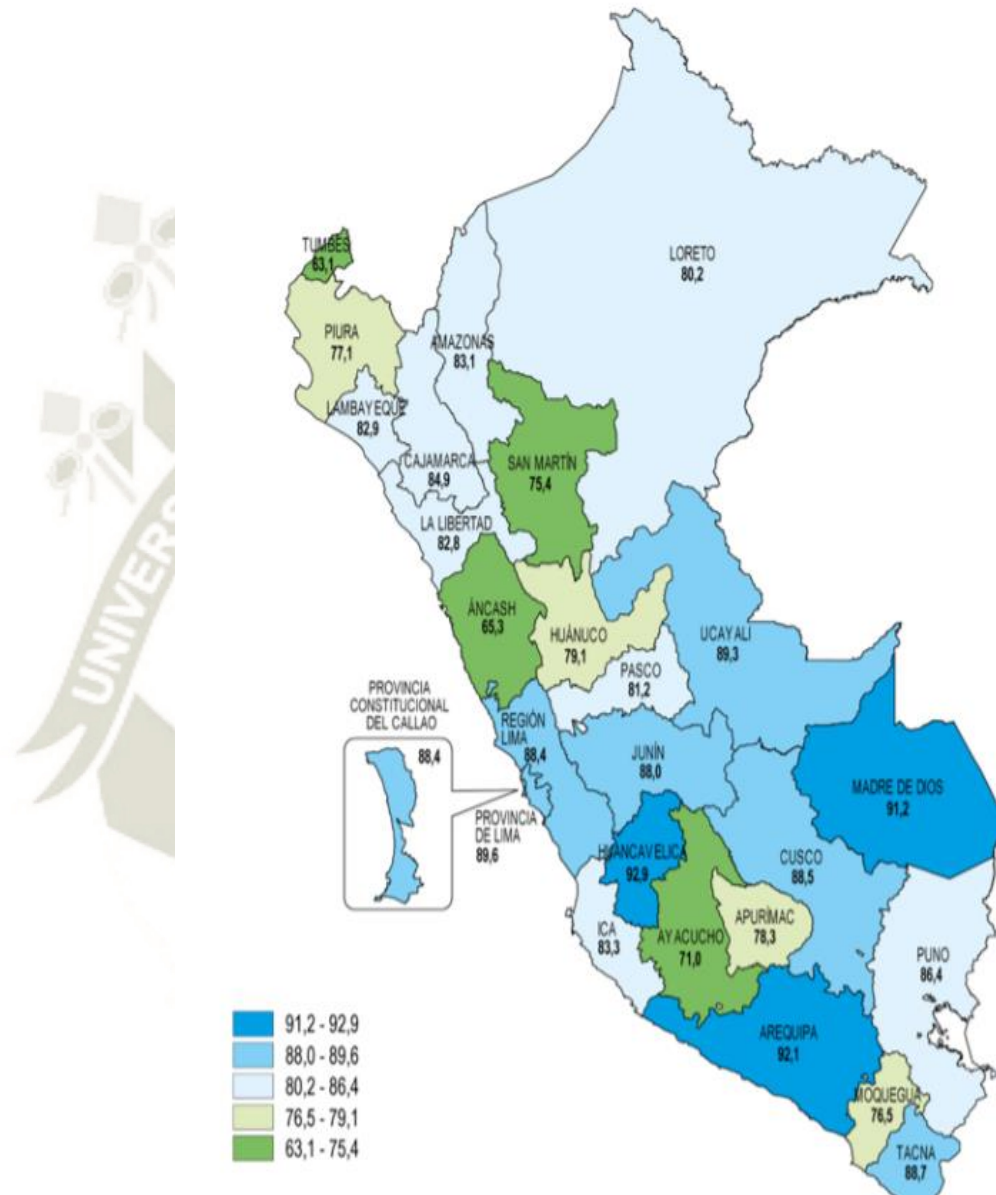 TUMBES
63,1
PIURA
77,1
LORETO
80,2
AMAZONAS
83,1
LAMBAYEQUE
82,9
CAJAMARCA
84,9
SAN MARTÍN
75,4
LA LIBERTAD
82,8
ÁNCASH
65,3
HUÁNUCO
79,1
UCAYALI
89,3
PASCO
81,2
PROVINCIA
CONSTITUCIONAL
DEL CALLAO
88,4
REGIÓN
LIMA
88,4
JUNÍN
88,0
MADRE DE DIOS
91,2
PROVINCIA
DE LIMA
89,6
HUANCAVELICA
92,9
CUSCO
88,5
ICA
83,3
AYACUCHO
71,0
APURÍMAC
78,3
PUNO
86,4
AREQUIPA
92,1
MOQUEGUA
76,5
TACNA
88,7
91,2 - 92,9
88,0 - 89,6
80,2 - 86,4
76,5 - 79,1
63,1 - 75,4
UNIVERS